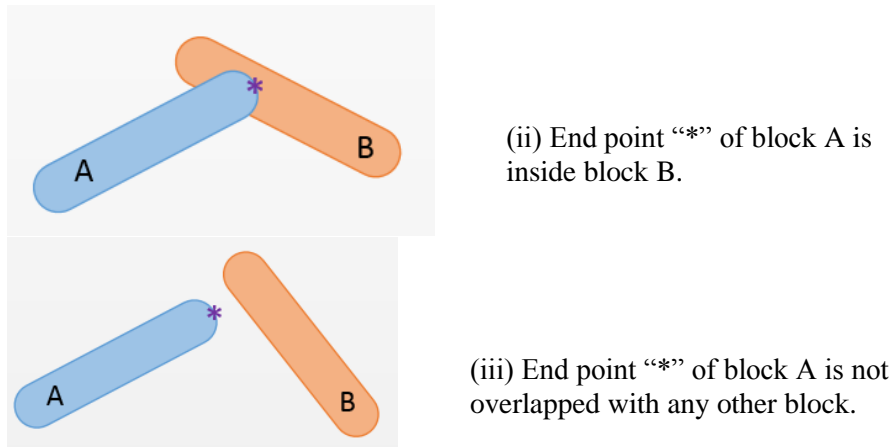 *
A
B
(ii) End point “*” of block A is
inside block B.
*
A
B
(iii) End point “*” of block A is not
overlapped with any other block.